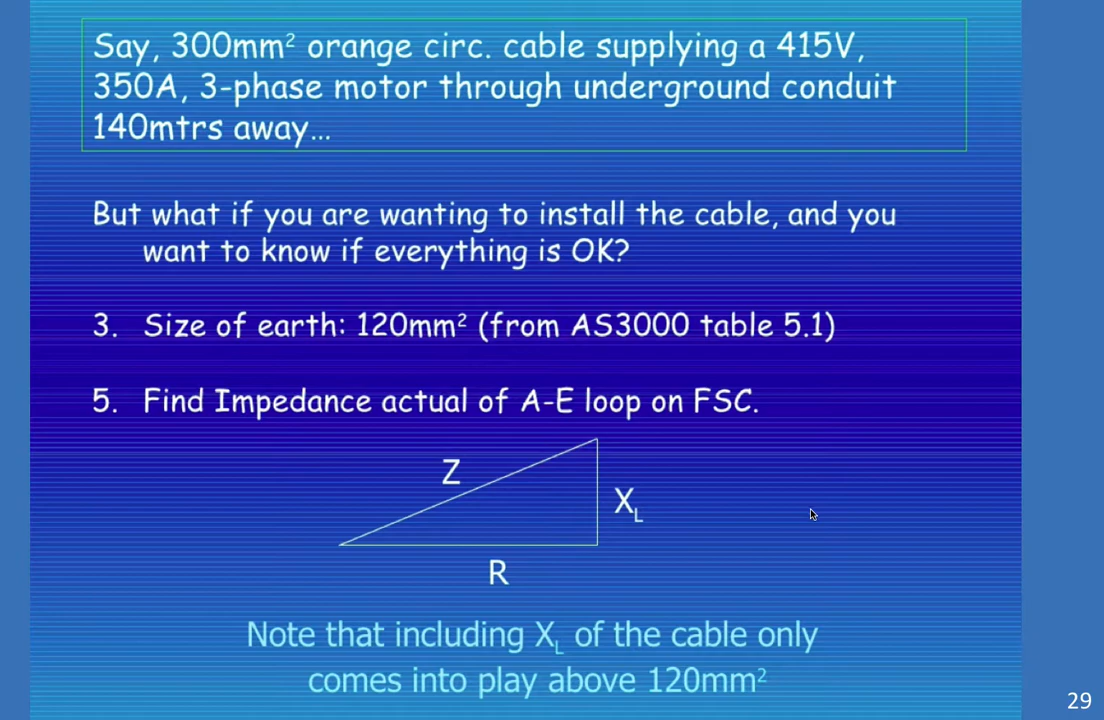 Say, 300mm² orange circ. cable supplying a 415V,
350A, 3-phase motor through underground conduit
140mtrs away…
But what if you are wanting to install the cable, and you
want to know if everything is OK?
3. Size of earth: 120mm² (from AS3000 table 5.1)
5. Find Impedance actual of A-E loop on FSC.
Z
X_L
R
Note that including X_L of the cable only
comes into play above 120mm²
29